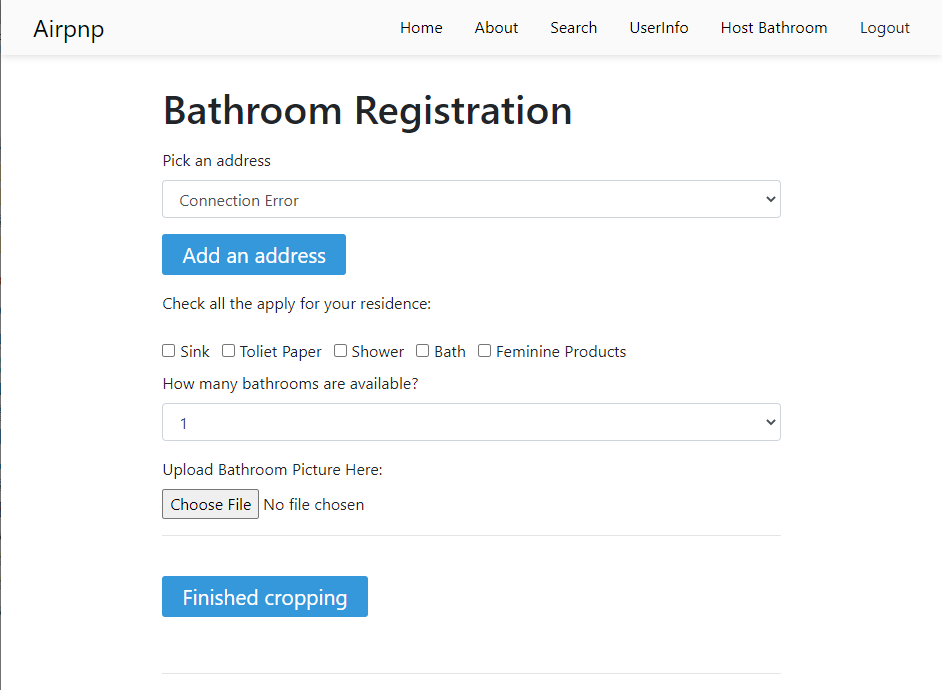 Airpnp Home About Search UserInfo Host Bathroom Logout
Bathroom Registration
Pick an address
Connection Error
Add an address
Check all the apply for your residence:
Sink Toliet Paper Shower Bath Feminine Products
How many bathrooms are available?
1
Upload Bathroom Picture Here:
Choose File No file chosen
Finished cropping